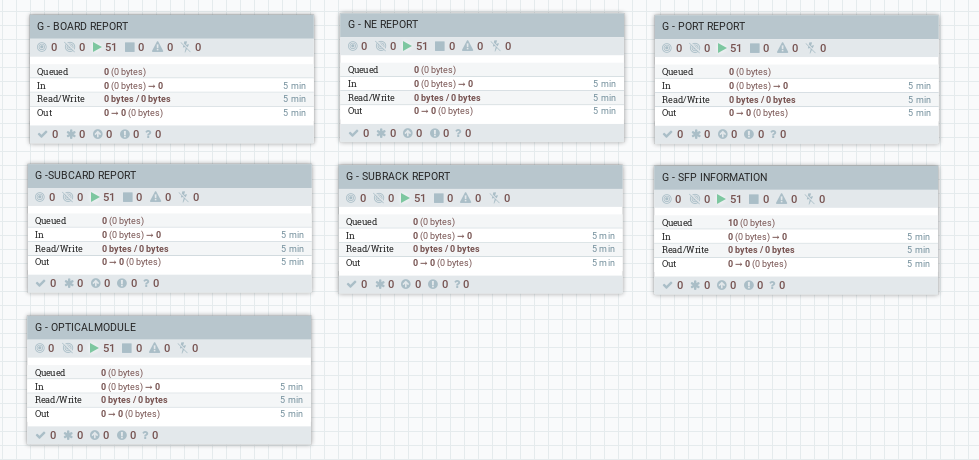 G - BOARD REPORT
0 0 51 0 0 0
Queued 0 (0 bytes)
In 0 (0 bytes) → 0 5 min
Read/Write 0 bytes / 0 bytes 5 min
Out 0 → 0 (0 bytes) 5 min
0 0 0 0 ? 0
G - NE REPORT
0 0 51 0 0 0
Queued 0 (0 bytes)
In 0 (0 bytes) → 0 5 min
Read/Write 0 bytes / 0 bytes 5 min
Out 0 → 0 (0 bytes) 5 min
0 0 0 0 ? 0
G - PORT REPORT
0 0 51 0 0 0
Queued 0 (0 bytes)
In 0 (0 bytes) → 0 5 min
Read/Write 0 bytes / 0 bytes 5 min
Out 0 → 0 (0 bytes) 5 min
0 0 0 0 ? 0
G -SUBCARD REPORT
0 0 51 0 0 0
Queued 0 (0 bytes)
In 0 (0 bytes) → 0 5 min
Read/Write 0 bytes / 0 bytes 5 min
Out 0 → 0 (0 bytes) 5 min
0 0 0 0 ? 0
G - SUBRACK REPORT
0 0 51 0 0 0
Queued 0 (0 bytes)
In 0 (0 bytes) → 0 5 min
Read/Write 0 bytes / 0 bytes 5 min
Out 0 → 0 (0 bytes) 5 min
0 0 0 0 ? 0
G - SFP INFORMATION
0 0 51 0 0 0
Queued 10 (0 bytes)
In 0 (0 bytes) → 0 5 min
Read/Write 0 bytes / 0 bytes 5 min
Out 0 → 0 (0 bytes) 5 min
0 0 0 0 ? 0
G - OPTICALMODULE
0 0 51 0 0 0
Queued 0 (0 bytes)
In 0 (0 bytes) → 0 5 min
Read/Write 0 bytes / 0 bytes 5 min
Out 0 → 0 (0 bytes) 5 min
0 0 0 0 ? 0